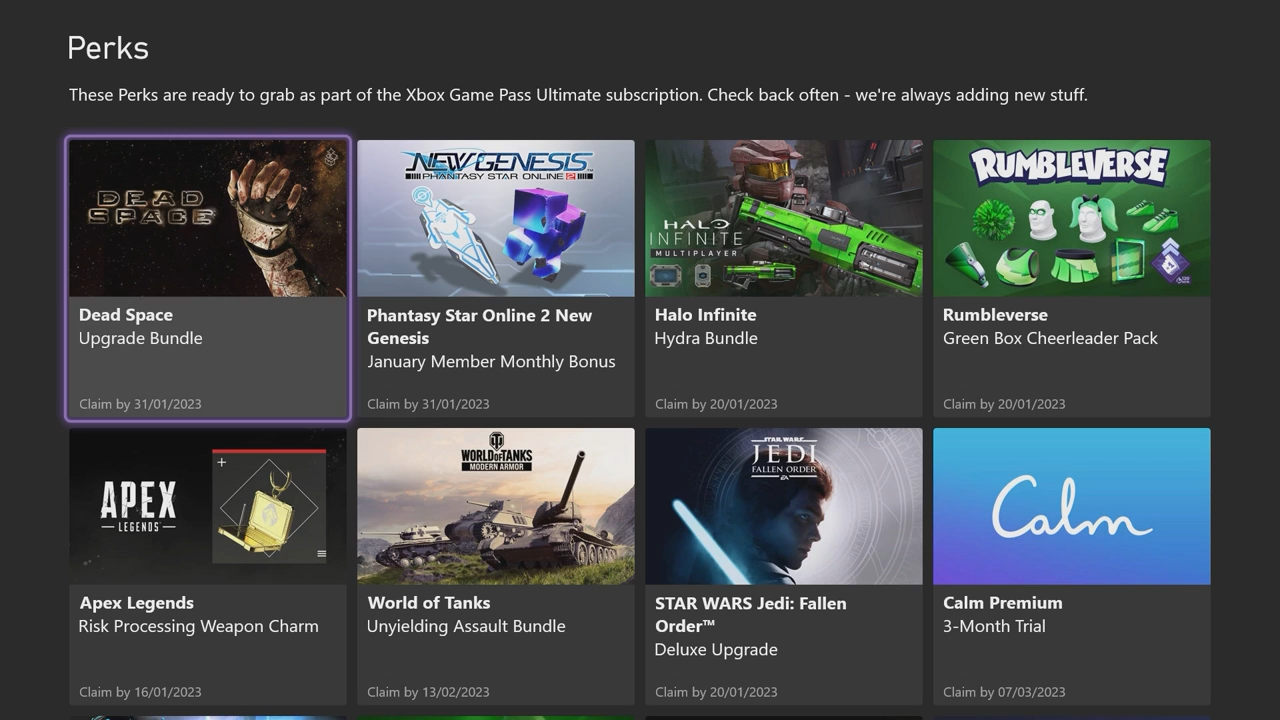 Perks
These Perks are ready to grab as part of the Xbox Game Pass Ultimate subscription. Check back often - we're always adding new stuff.
DEAD
SPACE
Dead Space
Upgrade Bundle
Claim by 31/01/2023
NEW GENESIS
PHANTASY STAR ONLINE 2
Phantasy Star Online 2 New
Genesis
January Member Monthly Bonus
Claim by 31/01/2023
HALO
INFINITE
MULTIPLAYER
Halo Infinite
Hydra Bundle
Claim by 20/01/2023
RUMBLEVERSE
Rumbleverse
Green Box Cheerleader Pack
Claim by 20/01/2023
APEX
LEGENDS
Apex Legends
Risk Processing Weapon Charm
Claim by 16/01/2023
WORLD OF TANKS
MODERN ARMOR
World of Tanks
Unyielding Assault Bundle
Claim by 13/02/2023
STAR WARS
JEDI
FALLEN ORDER
EA
STAR WARS Jedi: Fallen
Order™
Deluxe Upgrade
Claim by 20/01/2023
Calm
Calm Premium
3-Month Trial
Claim by 07/03/2023